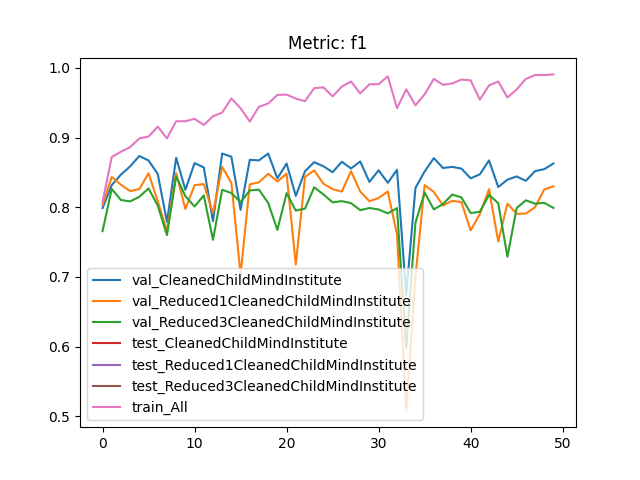 Metric: f1
1.0
0.9
0.8
0.7
0.6
0.5
val_CleanedChildMindInstitute
val_Reduced1CleanedChildMindInstitute
val_Reduced3CleanedChildMindInstitute
test_CleanedChildMindInstitute
test_Reduced1CleanedChildMindInstitute
test_Reduced3CleanedChildMindInstitute
train_All
0 10 20 30 40 50